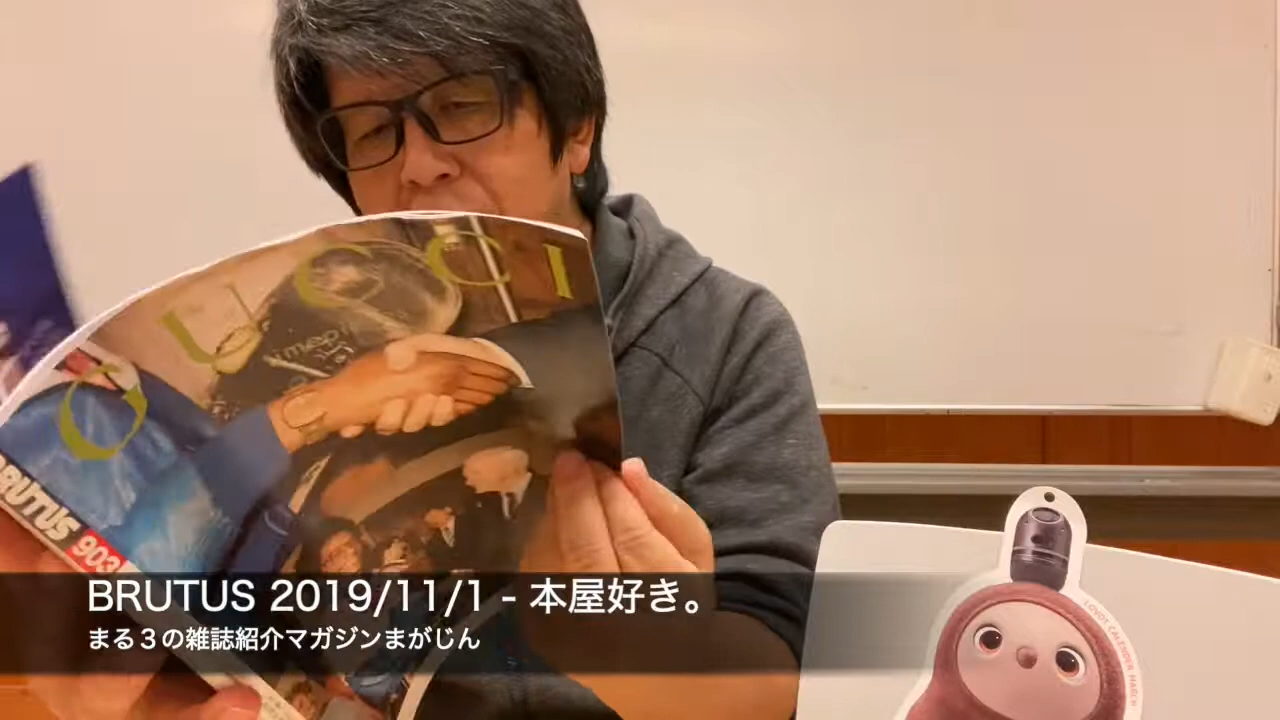 GUCCI
BRUTUS 903
BRUTUS 2019/11/1 - 本屋好き。
まる３の雑誌紹介マガジンまがじん
LOVOT CALENDER MARCH